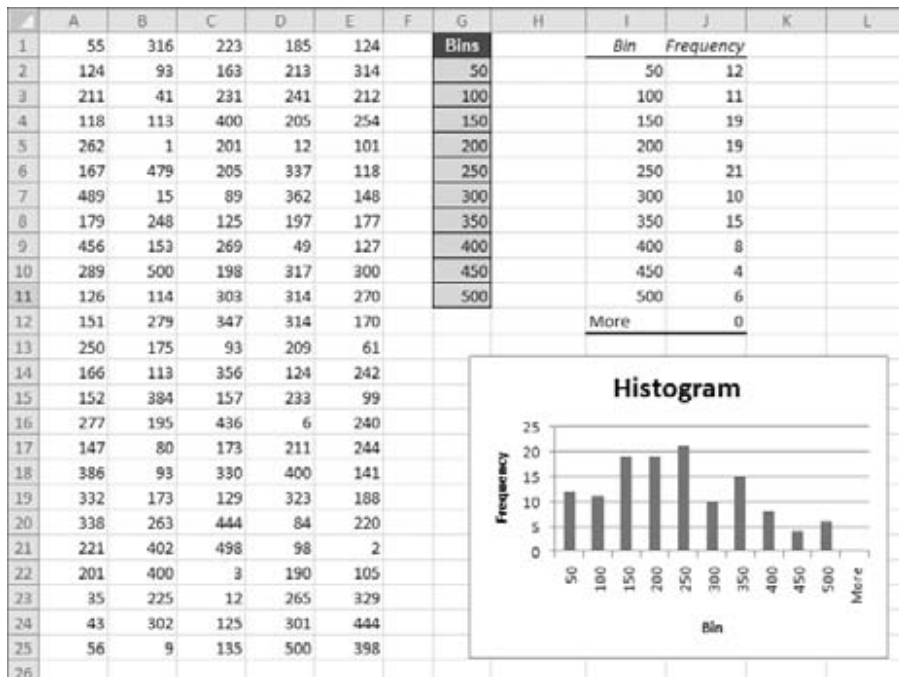 A B C D E F G H I J K L
1 55 316 223 185 124 Bins Bin Frequency
2 124 93 163 213 314 50 50 12
3 211 41 231 241 212 100 100 11
4 118 113 400 205 254 150 150 19
5 262 1 201 12 101 200 200 19
6 167 479 205 337 118 250 250 21
7 489 15 89 362 148 300 300 10
8 179 248 125 197 177 350 350 15
9 456 153 269 49 127 400 400 8
10 289 500 198 317 300 450 450 4
11 126 114 303 314 270 500 500 6
12 151 279 347 314 170 More 0
13 250 175 93 209 61
14 166 113 356 124 242
15 152 384 157 233 99
16 277 195 436 6 240
17 147 80 173 211 244
18 386 93 330 400 141
19 332 173 129 323 188
20 338 263 444 84 220
21 221 402 498 98 2
22 201 400 3 190 105
23 35 225 12 265 329
24 43 302 125 301 444
25 56 9 135 500 398
26
Histogram
Frequency
25
20
15
10
5
0
50 100 150 200 250 300 350 400 450 500 More
Bin